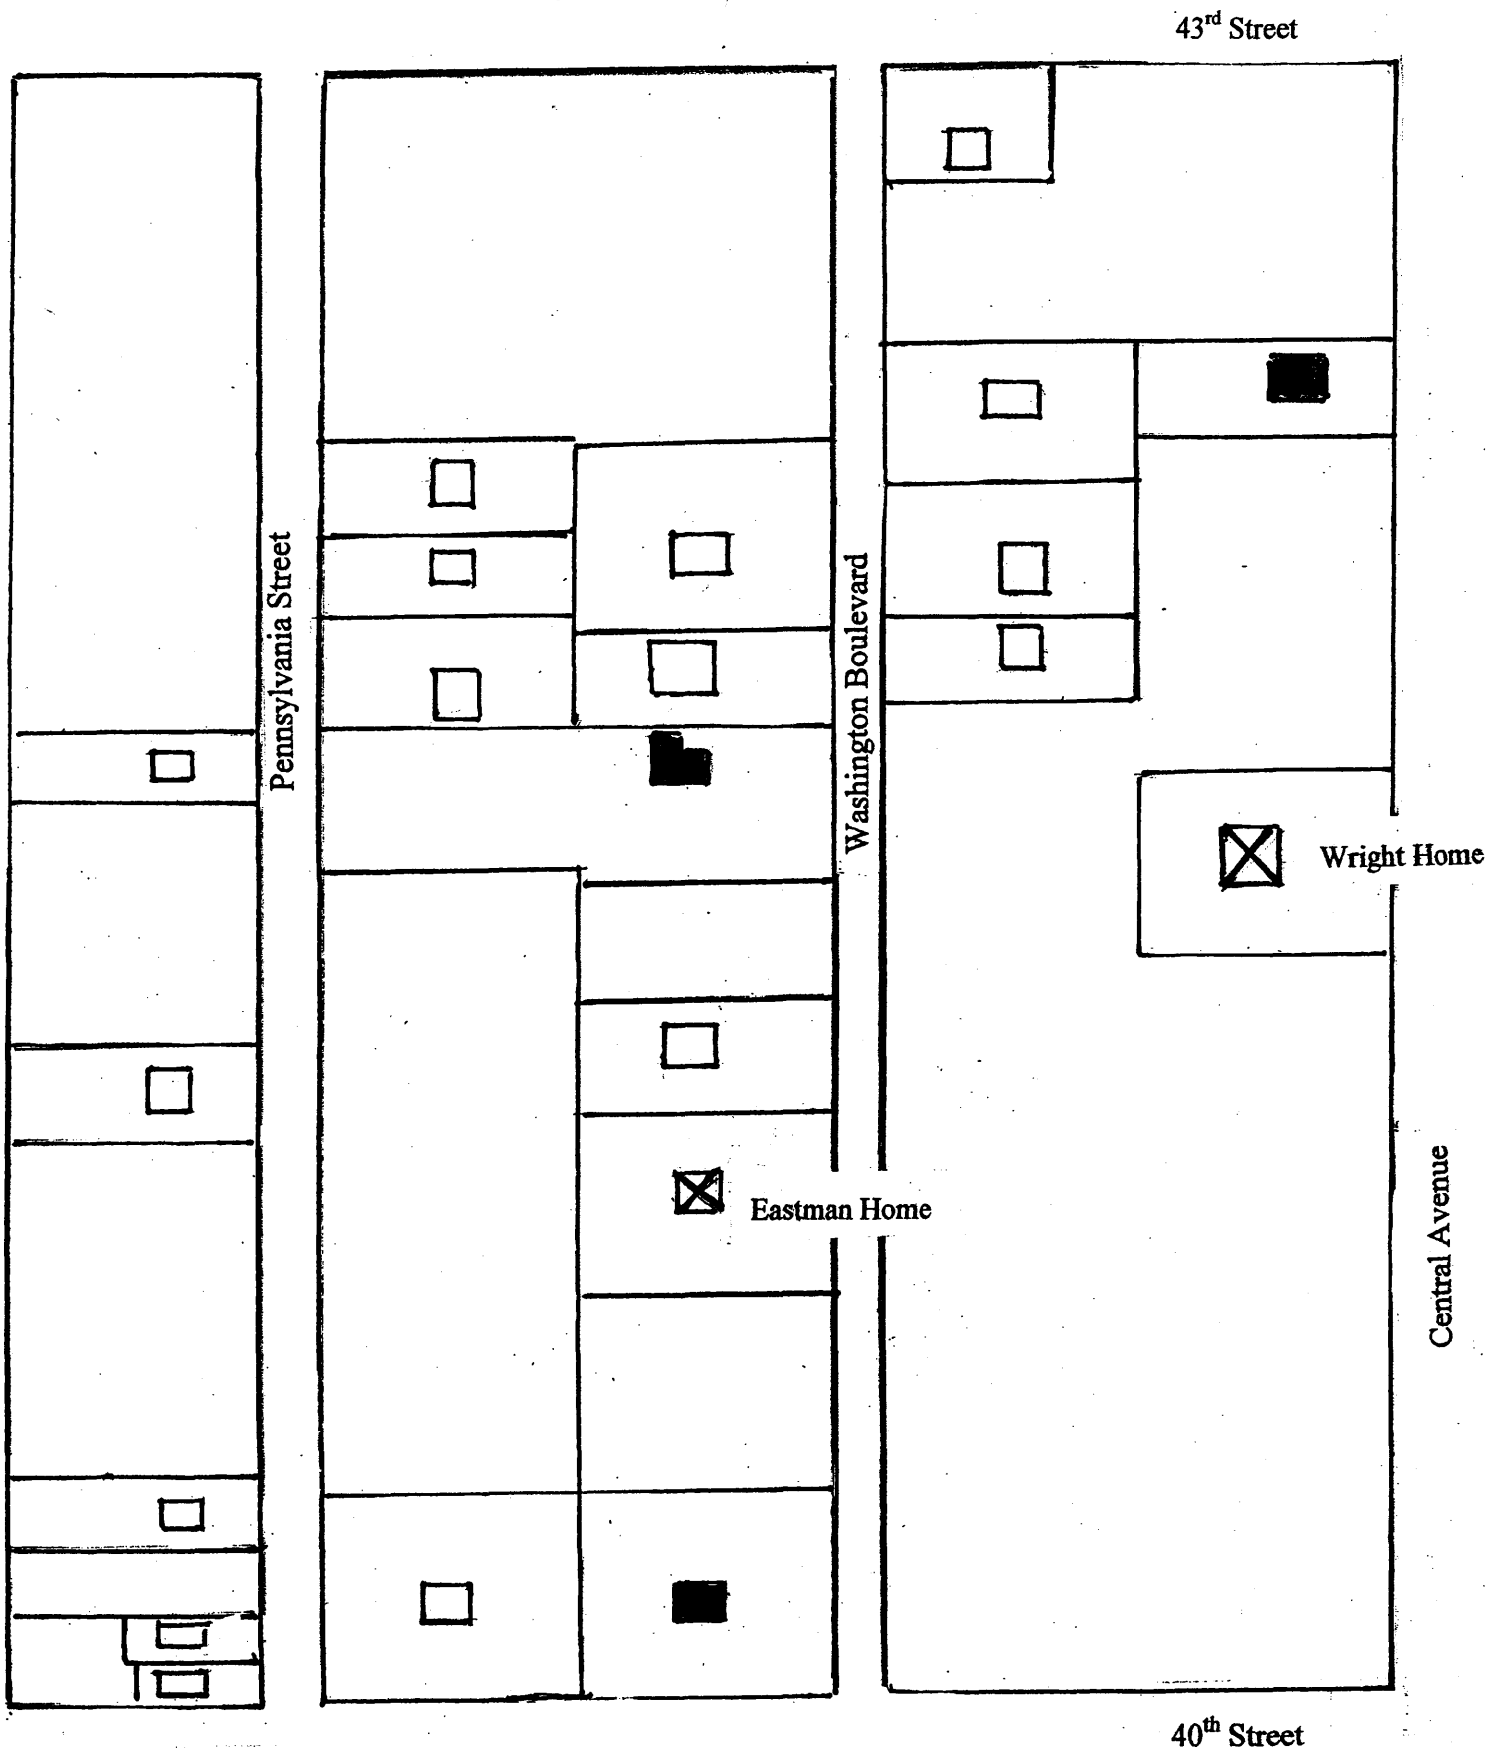 43rd Street
Pennsylvania Street
Washington Boulevard
Wright Home
Eastman Home
Central Avenue
40th Street